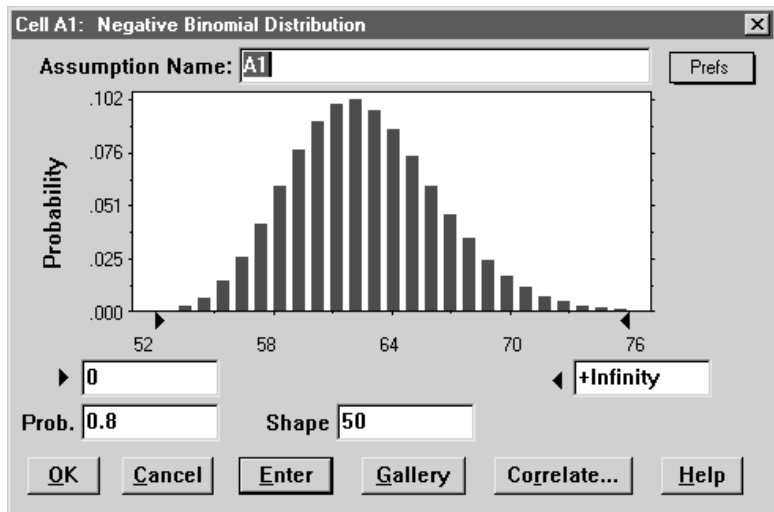 Cell A1: Negative Binomial Distribution
Assumption Name: A1
Prefs
Probability
.102
.076
.051
.025
.000
52 58 64 70 76
0
+Infinity
Prob. 0.8
Shape 50
OK Cancel Enter Gallery Correlate... Help